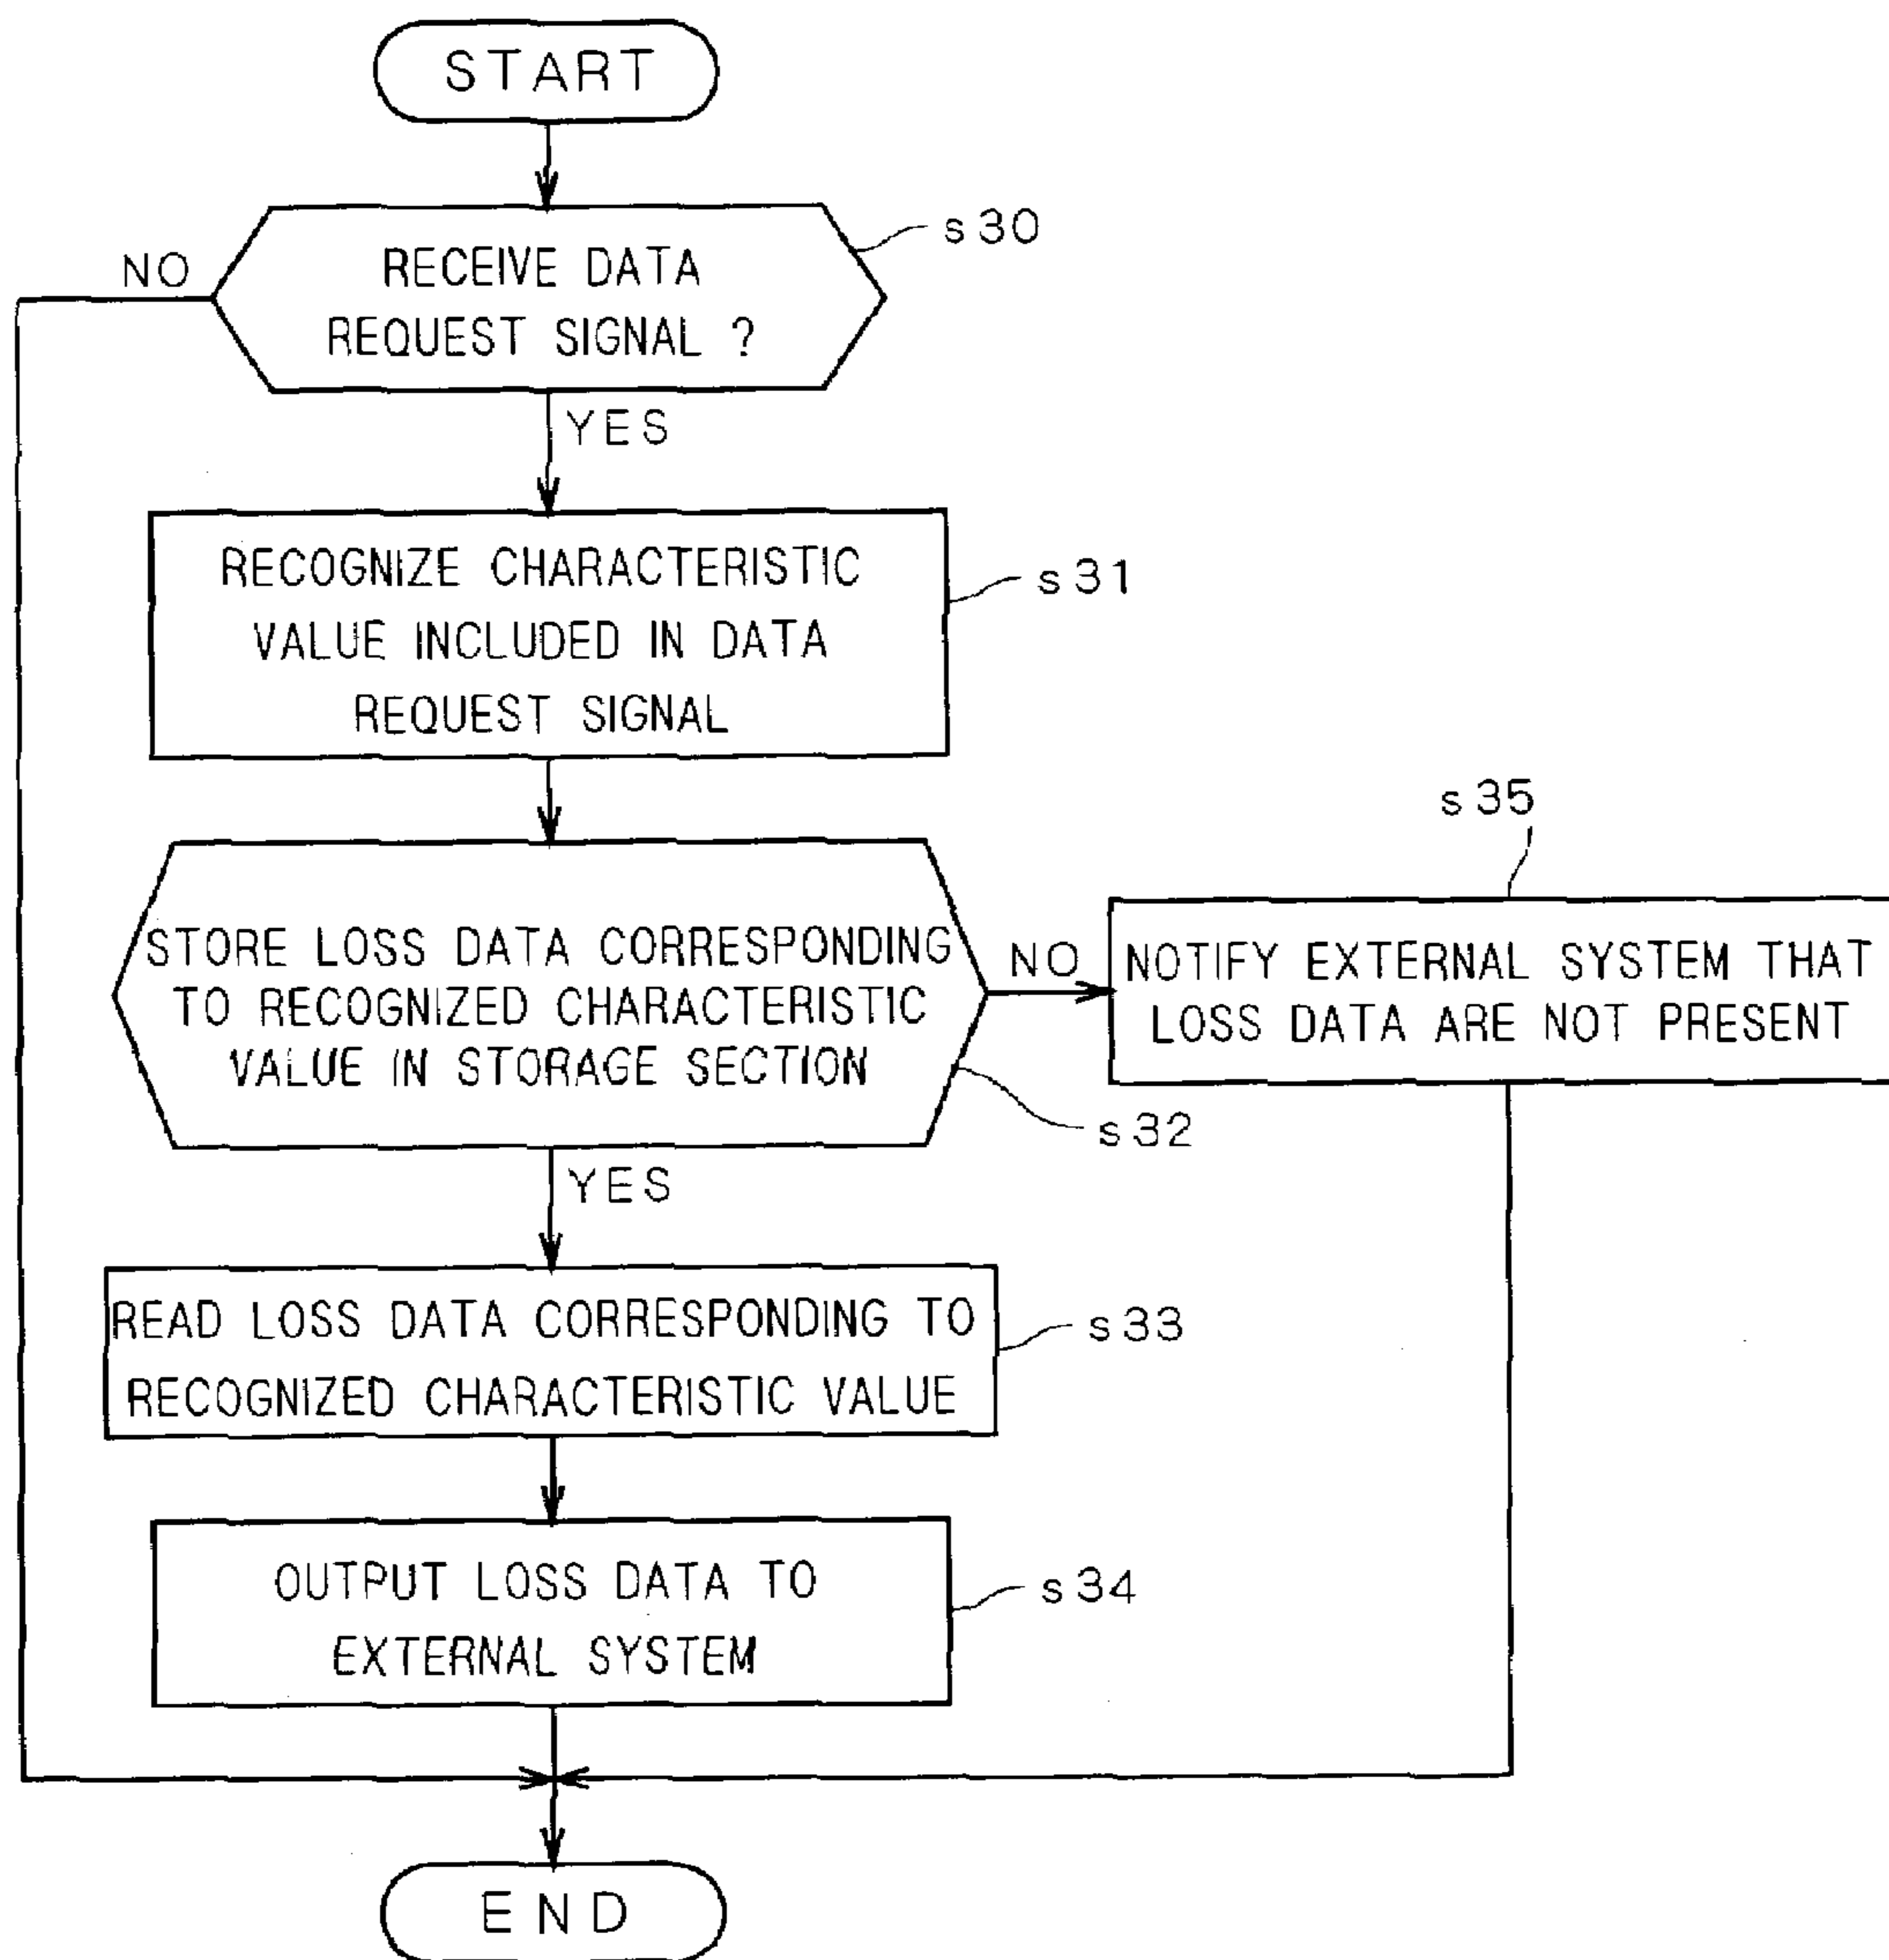 START
s30
NO
RECEIVE DATA
REQUEST SIGNAL ?
YES
RECOGNIZE CHARACTERISTIC
VALUE INCLUDED IN DATA
REQUEST SIGNAL
s31
STORE LOSS DATA CORRESPONDING
TO RECOGNIZED CHARACTERISTIC
VALUE IN STORAGE SECTION
s32
NO
s35
NOTIFY EXTERNAL SYSTEM THAT
LOSS DATA ARE NOT PRESENT
YES
READ LOSS DATA CORRESPONDING TO
RECOGNIZED CHARACTERISTIC VALUE
s33
OUTPUT LOSS DATA TO
EXTERNAL SYSTEM
s34
END